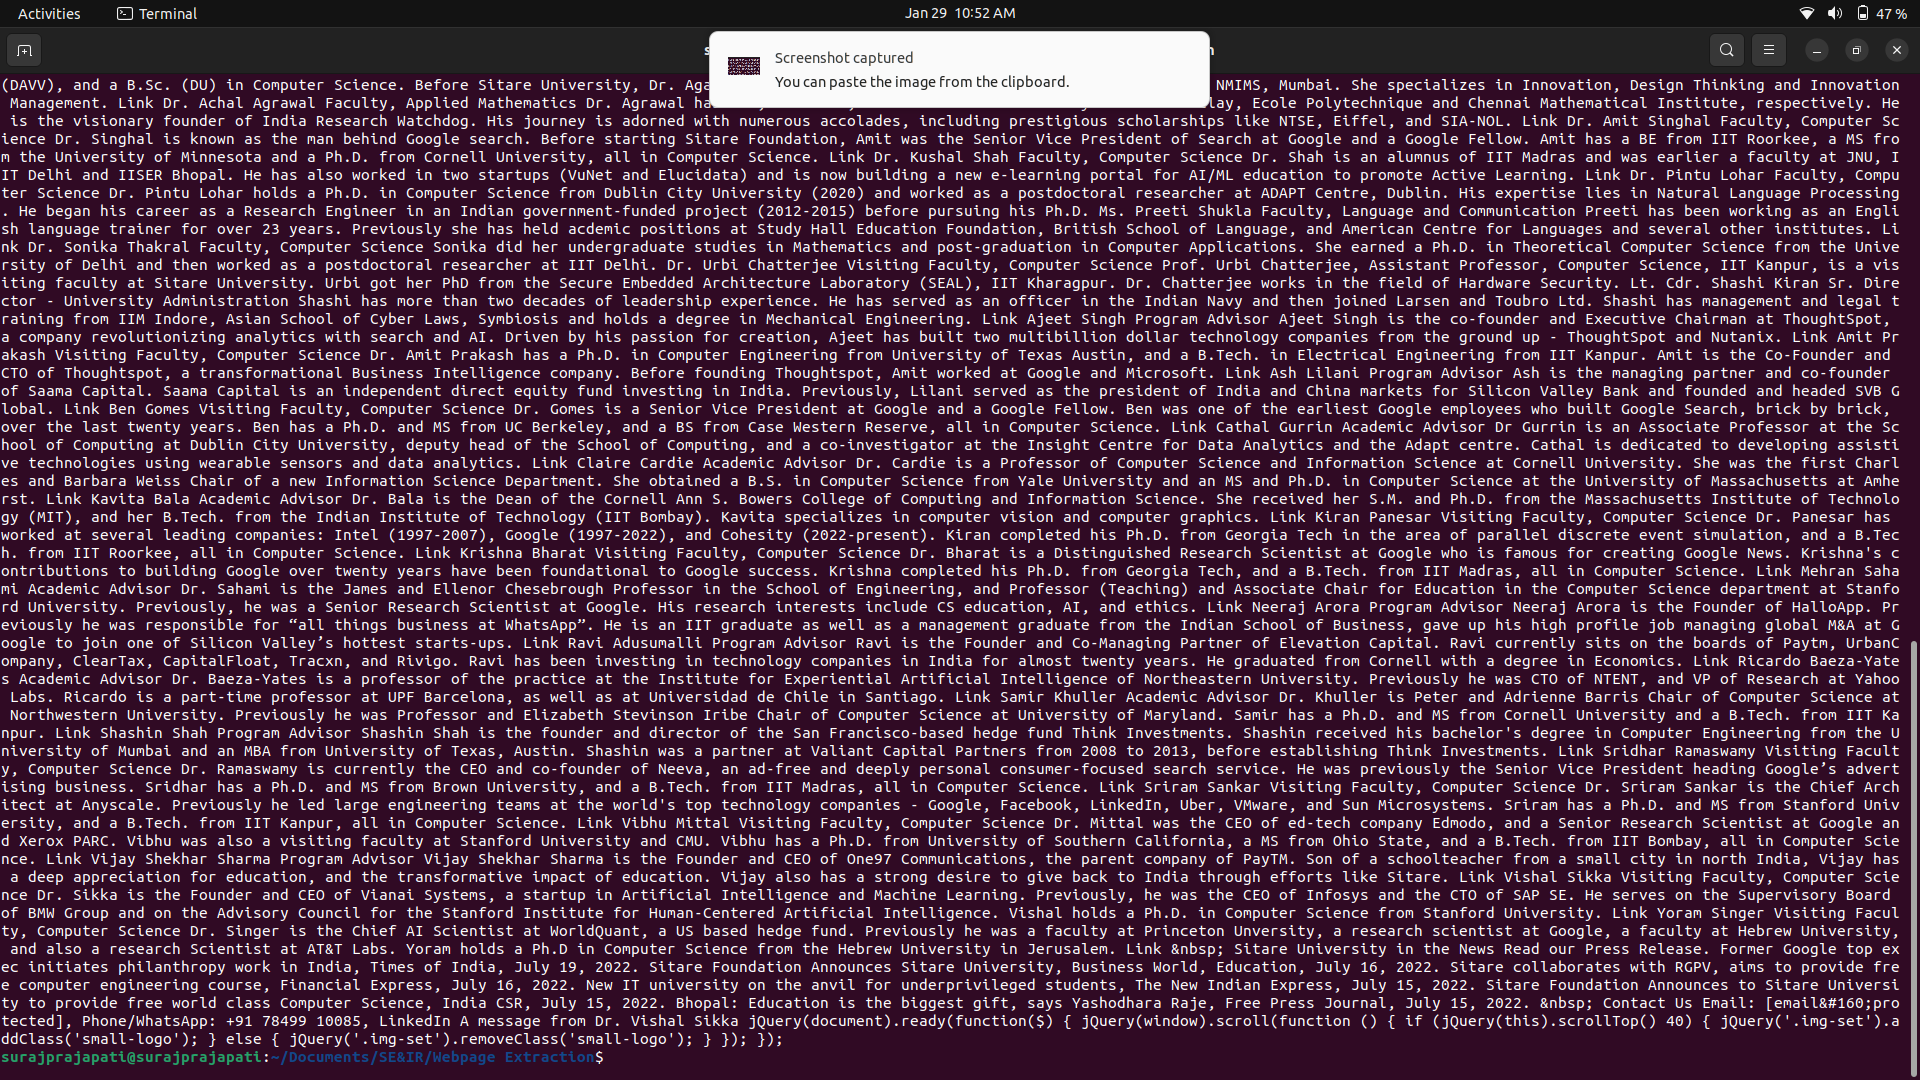 Activities
Terminal
Jan 29 10:52 AM
47 %
Screenshot captured
You can paste the image from the clipboard.
(DAVV), and a B.Sc. (DU) in Computer Science. Before Sitare University, Dr. Aga NMIMS, Mumbai. She specializes in Innovation, Design Thinking and Innovation
Management. Link Dr. Achal Agrawal Faculty, Applied Mathematics Dr. Agrawal ha lay, Ecole Polytechnique and Chennai Mathematical Institute, respectively. He
is the visionary founder of India Research Watchdog. His journey is adorned with numerous accolades, including prestigious scholarships like NTSE, Eiffel, and SIA-NOL. Link Dr. Amit Singhal Faculty, Computer Sc
ience Dr. Singhal is known as the man behind Google search. Before starting Sitare Foundation, Amit was the Senior Vice President of Search at Google and a Google Fellow. Amit has a BE from IIT Roorkee, a MS fro
m the University of Minnesota and a Ph.D. from Cornell University, all in Computer Science. Link Dr. Kushal Shah Faculty, Computer Science Dr. Shah is an alumnus of IIT Madras and was earlier a faculty at JNU, I
IT Delhi and IISER Bhopal. He has also worked in two startups (VuNet and Elucidata) and is now building a new e-learning portal for AI/ML education to promote Active Learning. Link Dr. Pintu Lohar Faculty, Compu
ter Science Dr. Pintu Lohar holds a Ph.D. in Computer Science from Dublin City University (2020) and worked as a postdoctoral researcher at ADAPT Centre, Dublin. His expertise lies in Natural Language Processing
. He began his career as a Research Engineer in an Indian government-funded project (2012-2015) before pursuing his Ph.D. Ms. Preeti Shukla Faculty, Language and Communication Preeti has been working as an Engli
sh language trainer for over 23 years. Previously she has held acdemic positions at Study Hall Education Foundation, British School of Language, and American Centre for Languages and several other institutes. Li
nk Dr. Sonika Thakral Faculty, Computer Science Sonika did her undergraduate studies in Mathematics and post-graduation in Computer Applications. She earned a Ph.D. in Theoretical Computer Science from the Unive
rsity of Delhi and then worked as a postdoctoral researcher at IIT Delhi. Dr. Urbi Chatterjee Visiting Faculty, Computer Science Prof. Urbi Chatterjee, Assistant Professor, Computer Science, IIT Kanpur, is a vis
iting faculty at Sitare University. Urbi got her PhD from the Secure Embedded Architecture Laboratory (SEAL), IIT Kharagpur. Dr. Chatterjee works in the field of Hardware Security. Lt. Cdr. Shashi Kiran Sr. Dire
ctor - University Administration Shashi has more than two decades of leadership experience. He has served as an officer in the Indian Navy and then joined Larsen and Toubro Ltd. Shashi has management and legal t
raining from IIM Indore, Asian School of Cyber Laws, Symbiosis and holds a degree in Mechanical Engineering. Link Ajeet Singh Program Advisor Ajeet Singh is the co-founder and Executive Chairman at ThoughtSpot,
a company revolutionizing analytics with search and AI. Driven by his passion for creation, Ajeet has built two multibillion dollar technology companies from the ground up - ThoughtSpot and Nutanix. Link Amit Pr
akash Visiting Faculty, Computer Science Dr. Amit Prakash has a Ph.D. in Computer Engineering from University of Texas Austin, and a B.Tech. in Electrical Engineering from IIT Kanpur. Amit is the Co-Founder and
CTO of Thoughtspot, a transformational Business Intelligence company. Before founding Thoughtspot, Amit worked at Google and Microsoft. Link Ash Lilani Program Advisor Ash is the managing partner and co-founder
of Saama Capital. Saama Capital is an independent direct equity fund investing in India. Previously, Lilani served as the president of India and China markets for Silicon Valley Bank and founded and headed SVB G
lobal. Link Ben Gomes Visiting Faculty, Computer Science Dr. Gomes is a Senior Vice President at Google and a Google Fellow. Ben was one of the earliest Google employees who built Google Search, brick by brick,
over the last twenty years. Ben has a Ph.D. and MS from UC Berkeley, and a BS from Case Western Reserve, all in Computer Science. Link Cathal Gurrin Academic Advisor Dr Gurrin is an Associate Professor at the Sc
hool of Computing at Dublin City University, deputy head of the School of Computing, and a co-investigator at the Insight Centre for Data Analytics and the Adapt centre. Cathal is dedicated to developing assisti
ve technologies using wearable sensors and data analytics. Link Claire Cardie Academic Advisor Dr. Cardie is a Professor of Computer Science and Information Science at Cornell University. She was the first Charl
es and Barbara Weiss Chair of a new Information Science Department. She obtained a B.S. in Computer Science from Yale University and an MS and Ph.D. in Computer Science at the University of Massachusetts at Amhe
rst. Link Kavita Bala Academic Advisor Dr. Bala is the Dean of the Cornell Ann S. Bowers College of Computing and Information Science. She received her S.M. and Ph.D. from the Massachusetts Institute of Technolo
gy (MIT), and her B.Tech. from the Indian Institute of Technology (IIT Bombay). Kavita specializes in computer vision and computer graphics. Link Kiran Panesar Visiting Faculty, Computer Science Dr. Panesar has
worked at several leading companies: Intel (1997-2007), Google (1997-2022), and Cohesity (2022-present). Kiran completed his Ph.D. from Georgia Tech in the area of parallel discrete event simulation, and a B.Tec
h. from IIT Roorkee, all in Computer Science. Link Krishna Bharat Visiting Faculty, Computer Science Dr. Bharat is a Distinguished Research Scientist at Google who is famous for creating Google News. Krishna's c
ontributions to building Google over twenty years have been foundational to Google success. Krishna completed his Ph.D. from Georgia Tech, and a B.Tech. from IIT Madras, all in Computer Science. Link Mehran Saha
mi Academic Advisor Dr. Sahami is the James and Ellenor Chesebrough Professor in the School of Engineering, and Professor (Teaching) and Associate Chair for Education in the Computer Science department at Stanfo
rd University. Previously, he was a Senior Research Scientist at Google. His research interests include CS education, AI, and ethics. Link Neeraj Arora Program Advisor Neeraj Arora is the Founder of HalloApp. Pr
eviously he was responsible for “all things business at WhatsApp”. He is an IIT graduate as well as a management graduate from the Indian School of Business, gave up his high profile job managing global M&A at G
oogle to join one of Silicon Valley’s hottest starts-ups. Link Ravi Adusumalli Program Advisor Ravi is the Founder and Co-Managing Partner of Elevation Capital. Ravi currently sits on the boards of Paytm, UrbanC
ompany, ClearTax, CapitalFloat, Tracxn, and Rivigo. Ravi has been investing in technology companies in India for almost twenty years. He graduated from Cornell with a degree in Economics. Link Ricardo Baeza-Yate
s Academic Advisor Dr. Baeza-Yates is a professor of the practice at the Institute for Experiential Artificial Intelligence of Northeastern University. Previously he was CTO of NTENT, and VP of Research at Yahoo
Labs. Ricardo is a part-time professor at UPF Barcelona, as well as at Universidad de Chile in Santiago. Link Samir Khuller Academic Advisor Dr. Khuller is Peter and Adrienne Barris Chair of Computer Science at
Northwestern University. Previously he was Professor and Elizabeth Stevinson Iribe Chair of Computer Science at University of Maryland. Samir has a Ph.D. and MS from Cornell University and a B.Tech. from IIT Ka
npur. Link Shashin Shah Program Advisor Shashin Shah is the founder and director of the San Francisco-based hedge fund Think Investments. Shashin received his bachelor's degree in Computer Engineering from the U
niversity of Mumbai and an MBA from University of Texas, Austin. Shashin was a partner at Valiant Capital Partners from 2008 to 2013, before establishing Think Investments. Link Sridhar Ramaswamy Visiting Facult
y, Computer Science Dr. Ramaswamy is currently the CEO and co-founder of Neeva, an ad-free and deeply personal consumer-focused search service. He was previously the Senior Vice President heading Google’s advert
ising business. Sridhar has a Ph.D. and MS from Brown University, and a B.Tech. from IIT Madras, all in Computer Science. Link Sriram Sankar Visiting Faculty, Computer Science Dr. Sriram Sankar is the Chief Arch
itect at Anyscale. Previously he led large engineering teams at the world's top technology companies - Google, Facebook, LinkedIn, Uber, VMware, and Sun Microsystems. Sriram has a Ph.D. and MS from Stanford Univ
ersity, and a B.Tech. from IIT Kanpur, all in Computer Science. Link Vibhu Mittal Visiting Faculty, Computer Science Dr. Mittal was the CEO of ed-tech company Edmodo, and a Senior Research Scientist at Google an
d Xerox PARC. Vibhu was also a visiting faculty at Stanford University and CMU. Vibhu has a Ph.D. from University of Southern California, a MS from Ohio State, and a B.Tech. from IIT Bombay, all in Computer Scie
nce. Link Vijay Shekhar Sharma Program Advisor Vijay Shekhar Sharma is the Founder and CEO of One97 Communications, the parent company of PayTM. Son of a schoolteacher from a small city in north India, Vijay has
a deep appreciation for education, and the transformative impact of education. Vijay also has a strong desire to give back to India through efforts like Sitare. Link Vishal Sikka Visiting Faculty, Computer Scie
nce Dr. Sikka is the Founder and CEO of Vianai Systems, a startup in Artificial Intelligence and Machine Learning. Previously, he was the CEO of Infosys and the CTO of SAP SE. He serves on the Supervisory Board
of BMW Group and on the Advisory Council for the Stanford Institute for Human-Centered Artificial Intelligence. Vishal holds a Ph.D. in Computer Science from Stanford University. Link Yoram Singer Visiting Facul
ty, Computer Science Dr. Singer is the Chief AI Scientist at WorldQuant, a US based hedge fund. Previously he was a faculty at Princeton Unversity, a research scientist at Google, a faculty at Hebrew University,
and also a research Scientist at AT&T Labs. Yoram holds a Ph.D in Computer Science from the Hebrew University in Jerusalem. Link &nbsp; Sitare University in the News Read our Press Release. Former Google top ex
ec initiates philanthropy work in India, Times of India, July 19, 2022. Sitare Foundation Announces Sitare University, Business World, Education, July 16, 2022. Sitare collaborates with RGPV, aims to provide fre
e computer engineering course, Financial Express, July 16, 2022. New IT university on the anvil for underprivileged students, The New Indian Express, July 15, 2022. Sitare Foundation Announces to Sitare Universi
ty to provide free world class Computer Science, India CSR, July 15, 2022. Bhopal: Education is the biggest gift, says Yashodhara Raje, Free Press Journal, July 15, 2022. &nbsp; Contact Us Email: [email&#160;pro
tected], Phone/WhatsApp: +91 78499 10085, LinkedIn A message from Dr. Vishal Sikka jQuery(document).ready(function($) { jQuery(window).scroll(function () { if (jQuery(this).scrollTop() 40) { jQuery('.img-set').a
ddClass('small-logo'); } else { jQuery('.img-set').removeClass('small-logo'); } }); });
surajprajapati@surajprajapati:~/Documents/SE&IR/Webpage Extraction$